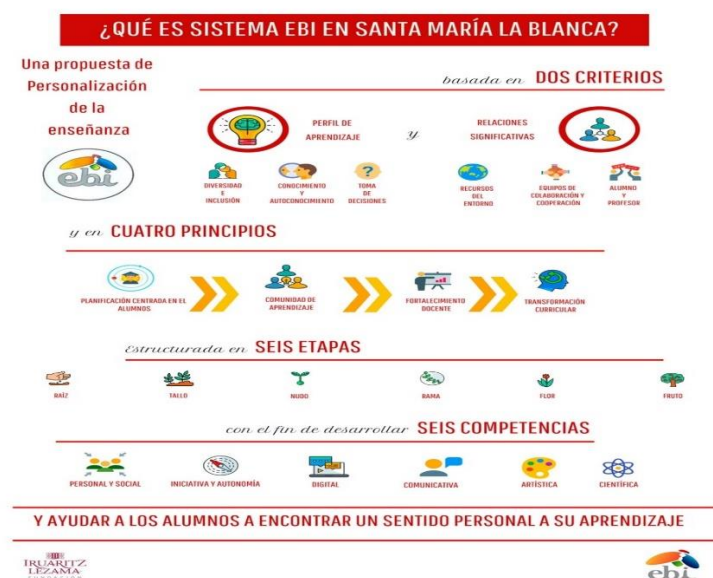 ¿QUÉ ES SISTEMA EBI EN SANTA MARÍA LA BLANCA?
Una propuesta de
Personalización
de la
enseñanza
ebi
basada en DOS CRITERIOS
PERFIL DE
APRENDIZAJE
y
RELACIONES
SIGNIFICATIVAS
DIVERSIDAD
E
INCLUSIÓN
CONOCIMIENTO
Y
AUTOCONOCIMIENTO
TOMA
DE
DECISIONES
RECURSOS
DEL
ENTORNO
EQUIPOS DE
COLABORACIÓN Y
COOPERACIÓN
ALUMNO
Y
PROFESOR
y en CUATRO PRINCIPIOS
PLANIFICACIÓN CENTRADA EN EL
ALUMNOS
COMUNIDAD DE
APRENDIZAJE
FORTALECIMIENTO
DOCENTE
TRANSFORMACIÓN
CURRICULAR
Estructurada en SEIS ETAPAS
RAÍZ
TALLO
NUDO
RAMA
FLOR
FRUTO
con el fin de desarrollar SEIS COMPETENCIAS
PERSONAL Y SOCIAL
INICIATIVA Y AUTONOMÍA
DIGITAL
COMUNICATIVA
ARTÍSTICA
CIENTÍFICA
Y AYUDAR A LOS ALUMNOS A ENCONTRAR UN SENTIDO PERSONAL A SU APRENDIZAJE
IRUARITZ
LEZAMA
FUNDACIÓN
ebi